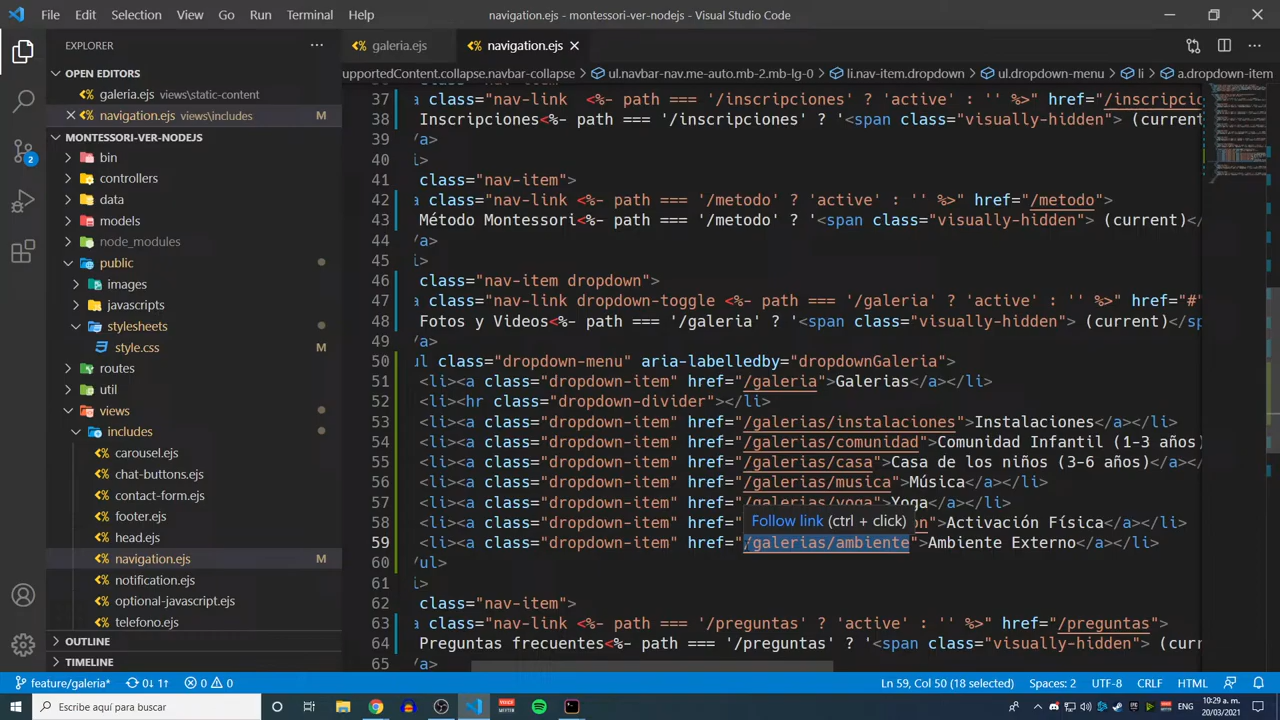 File Edit Selection View Go Run Terminal Help
navigation.ejs - montessori-ver-nodejs - Visual Studio Code
EXPLORER
galeria.ejs
navigation.ejs
OPEN EDITORS
galeria.ejs views\static-content
navigation.ejs views\includes M
MONTESSORI-VER-NODEJS
bin
controllers
data
models
node_modules
public
images
javascripts
stylesheets
style.css M
routes
util
views
includes
carousel.ejs
chat-buttons.ejs
contact-form.ejs
footer.ejs
head.ejs
navigation.ejs M
notification.ejs
optional-javascript.ejs
telefono.ejs
OUTLINE
TIMELINE
2
upportedContent.collapse.navbar-collapse > ul.navbar-nav.me-auto.mb-2.mb-lg-0 > li.nav-item.dropdown > ul.dropdown-menu > li > a.dropdown-item
37 a class="nav-link <%- path === '/inscripciones' ? 'active' : '' %>" href="/inscripcio
38 Inscripciones<%- path === '/inscripciones' ? '<span class="visually-hidden"> (current
39 /a>
40 i>
41 class="nav-item">
42 a class="nav-link <%- path === '/metodo' ? 'active' : '' %>" href="/metodo">
43 Método Montessori<%- path === '/metodo' ? '<span class="visually-hidden"> (current)</
44 /a>
45 i>
46 class="nav-item dropdown">
47 a class="nav-link dropdown-toggle <%- path === '/galeria' ? 'active' : '' %>" href="#"
48 Fotos y Videos<%- path === '/galeria' ? '<span class="visually-hidden"> (current)</sp
49 /a>
50 ul class="dropdown-menu" aria-labelledby="dropdownGaleria">
51 <li><a class="dropdown-item" href="/galeria">Galerias</a></li>
52 <li><hr class="dropdown-divider"></li>
53 <li><a class="dropdown-item" href="/galerias/instalaciones">Instalaciones</a></li>
54 <li><a class="dropdown-item" href="/galerias/comunidad">Comunidad Infantil (1-3 años)
55 <li><a class="dropdown-item" href="/galerias/casa">Casa de los niños (3-6 años)</a></
56 <li><a class="dropdown-item" href="/galerias/musica">Música</a></li>
57 <li><a class="dropdown-item" href="/galerias/yoga">Yoga</a></li>
Follow link (ctrl + click)
58 <li><a class="dropdown-item" href="on">Activación Física</a></li>
59 <li><a class="dropdown-item" href="/galerias/ambiente">Ambiente Externo</a></li>
60 /ul>
61 i>
62 class="nav-item">
63 a class="nav-link <%- path === '/preguntas' ? 'active' : '' %>" href="/preguntas">
64 Preguntas frecuentes<%- path === '/preguntas' ? '<span class="visually-hidden"> (curr
65 /a>
feature/galeria* 0↓ 1↑ 0 0
Ln 59, Col 50 (18 selected) Spaces: 2 UTF-8 CRLF HTML
Escribe aquí para buscar
ENG
10:29 a. m.
20/03/2021